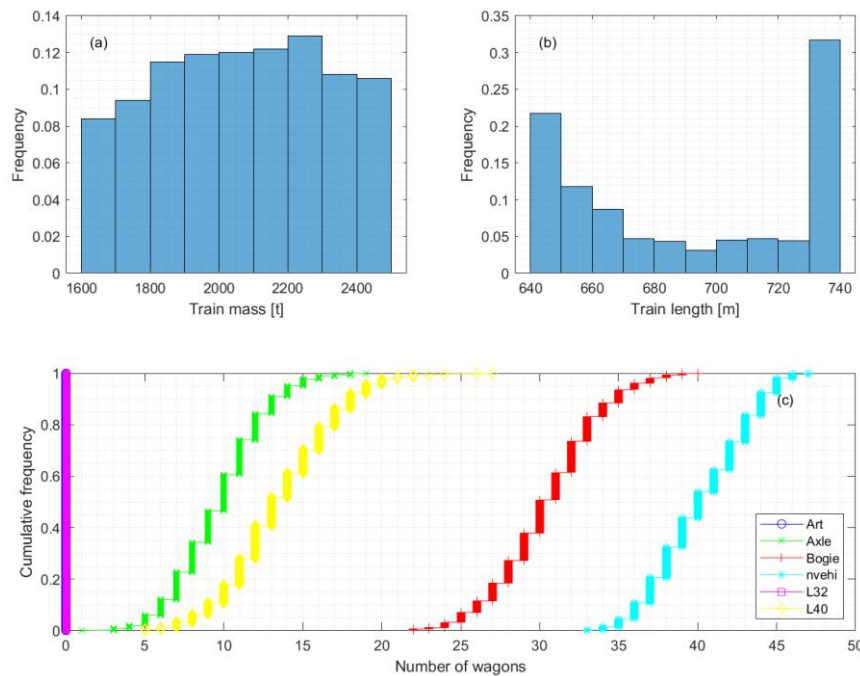 0.14
0.12
0.1
0.08
0.06
0.04
0.02
0
Frequency
(a)
1600 1800 2000 2200 2400
Train mass [t]
0.35
0.3
0.25
0.2
0.15
0.1
0.05
0
Frequency
(b)
640 660 680 700 720 740
Train length [m]
1
0.8
0.6
0.4
0.2
0
Cumulative frequency
(c)
Art
Axle
Bogie
nvehi
L32
L40
0 5 10 15 20 25 30 35 40 45 50
Number of wagons